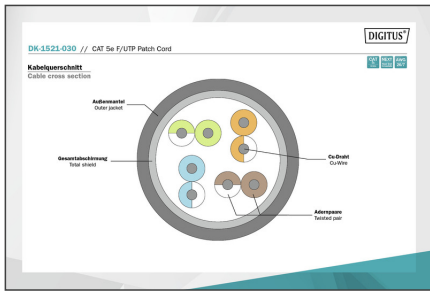 DIGITUS
DK-1521-030 // CAT 5e F/UTP Patch Cord
Kabelquerschnitt
Cable cross section
Außenmantel
Outer jacket
Gesamtabschirmung
Total shield
Cu-Draht
Cu-Wire
Adernpaare
Twisted pair